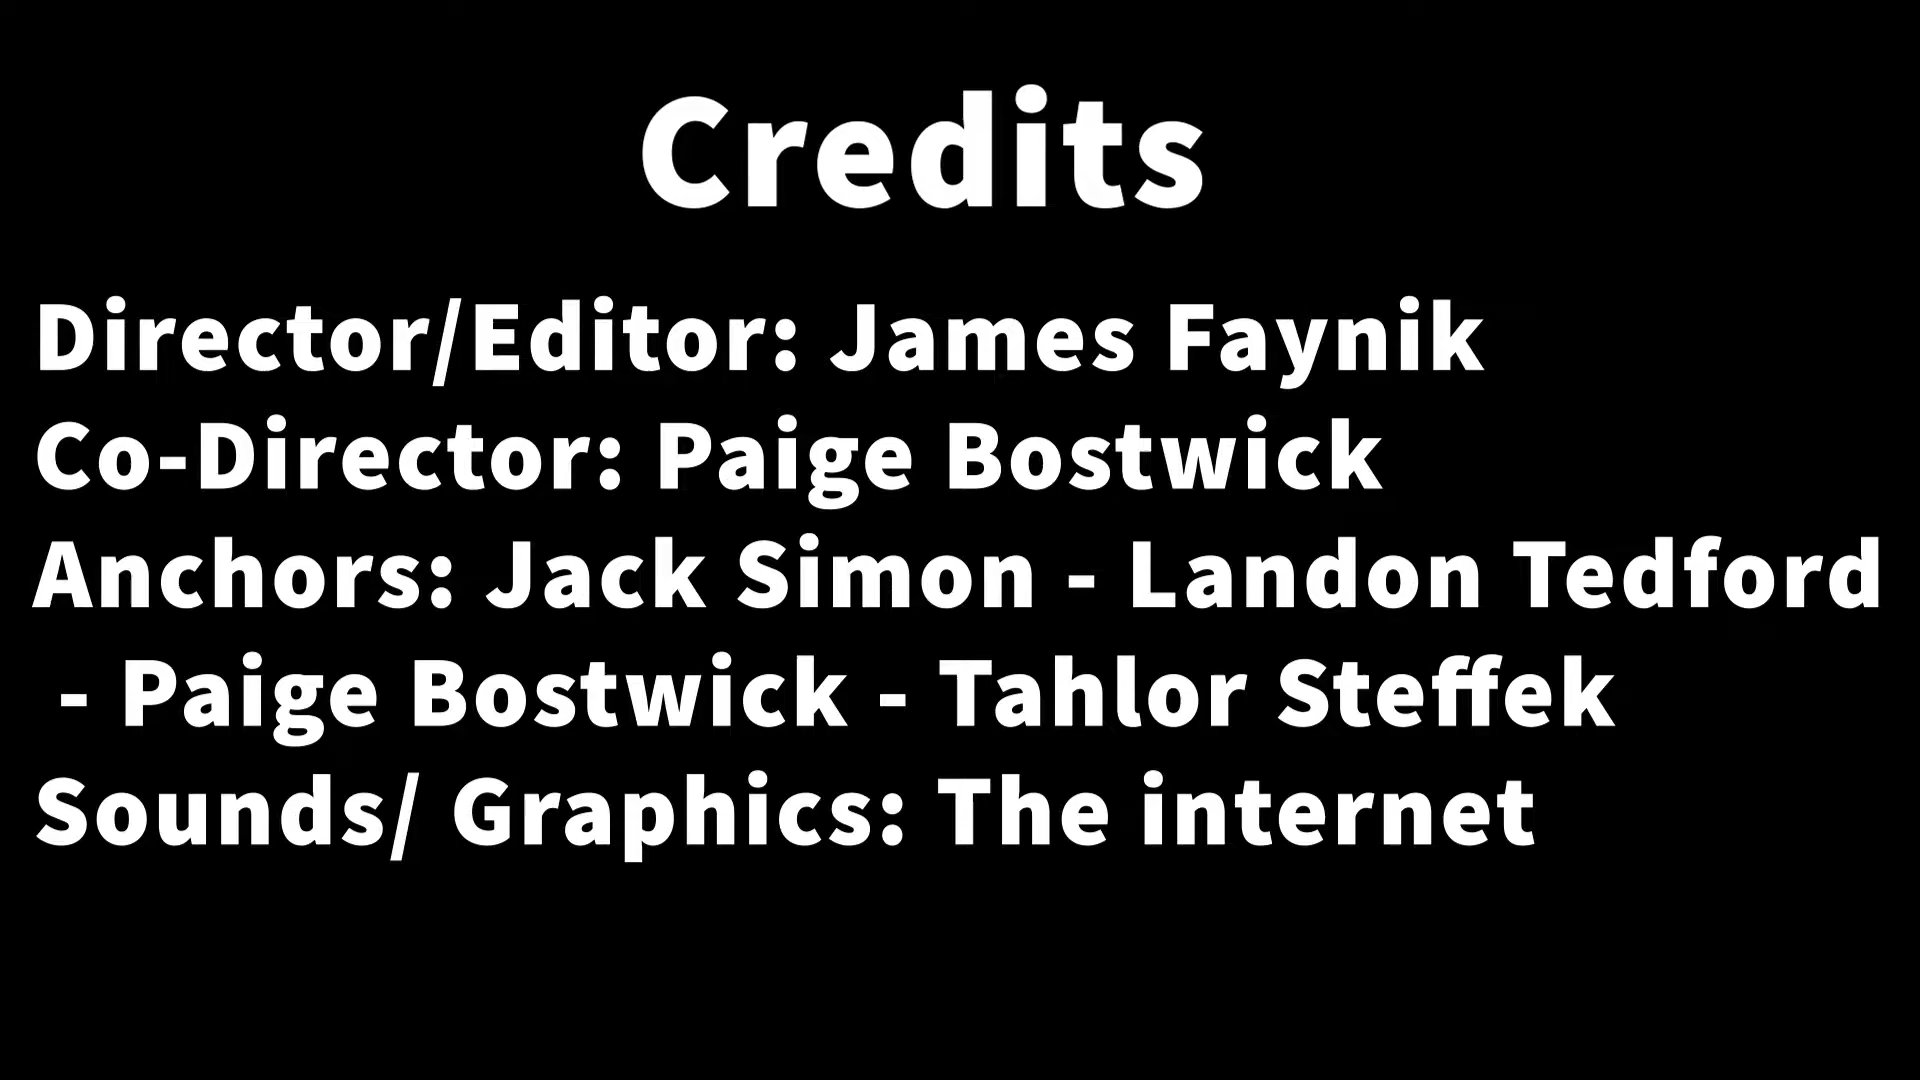 Credits
Director/Editor: James Faynik
Co-Director: Paige Bostwick
Anchors: Jack Simon - Landon Tedford
- Paige Bostwick - Tahlor Steffek
Sounds/ Graphics: The internet